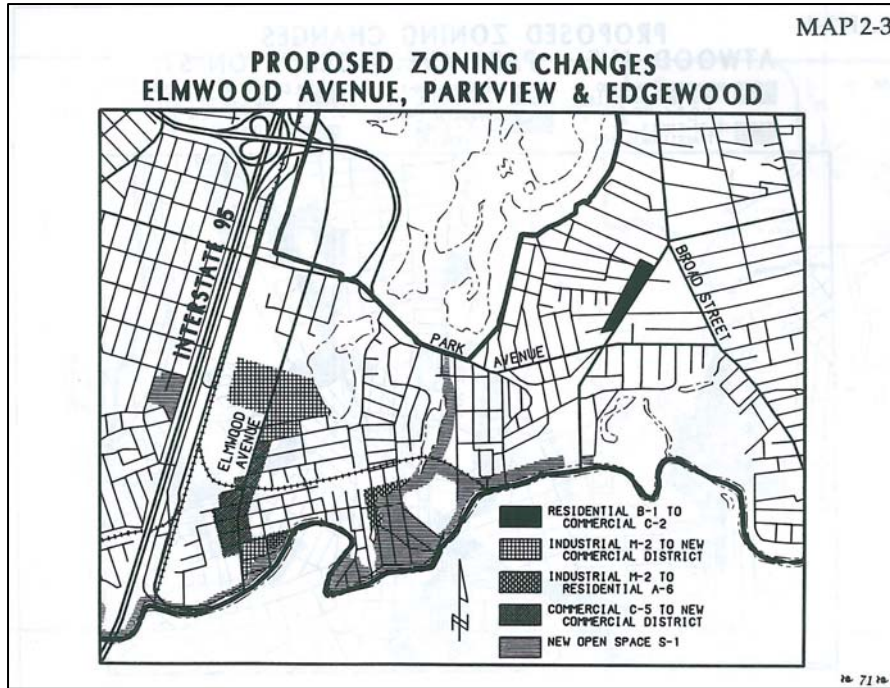 MAP 2-3
PROPOSED ZONING CHANGES
ELMWOOD AVENUE, PARKVIEW & EDGEWOOD
INTERSTATE 95
BROAD STREET
PARK AVENUE
ELMWOOD AVENUE
RESIDENTIAL B-1 TO
COMMERCIAL C-2
INDUSTRIAL M-2 TO NEW
COMMERCIAL DISTRICT
INDUSTRIAL M-2 TO
RESIDENTIAL A-6
COMMERCIAL C-5 TO NEW
COMMERCIAL DISTRICT
NEW OPEN SPACE S-1
N
71